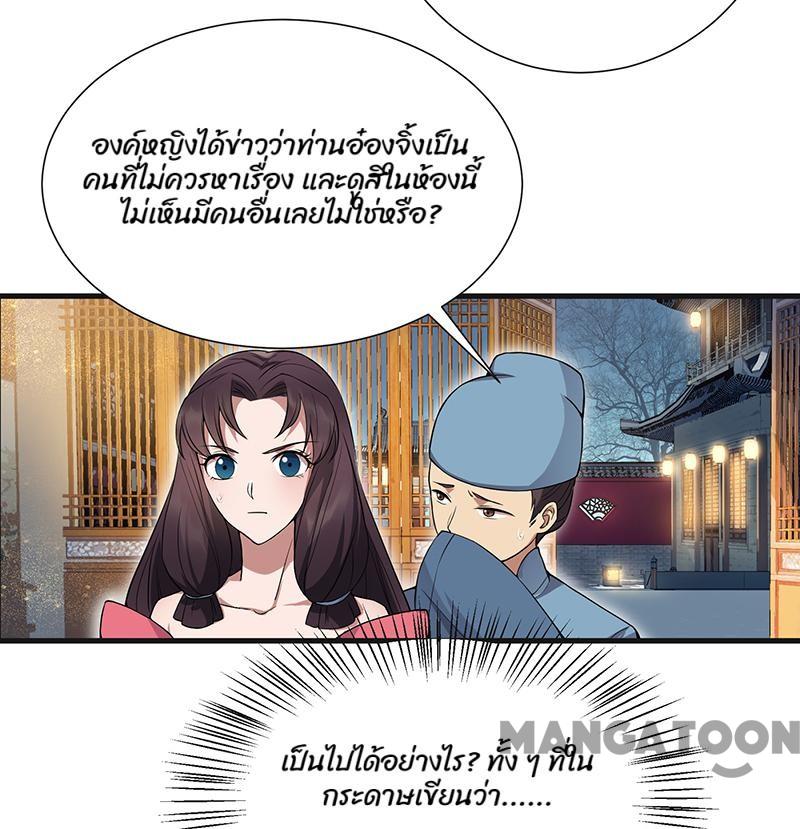 องค์หญิงได้ข่าวว่าท่านอ๋องจิ้งเป็น
คนที่ไม่ควรหาเรื่อง และดูสิในห้องนี้
ไม่เห็นมีคนอื่นเลยไม่ใช่หรือ?
MANGATOON
เป็นไปได้อย่างไร? ทั้ง ๆ ที่ใน
กระดาษเขียนว่า......